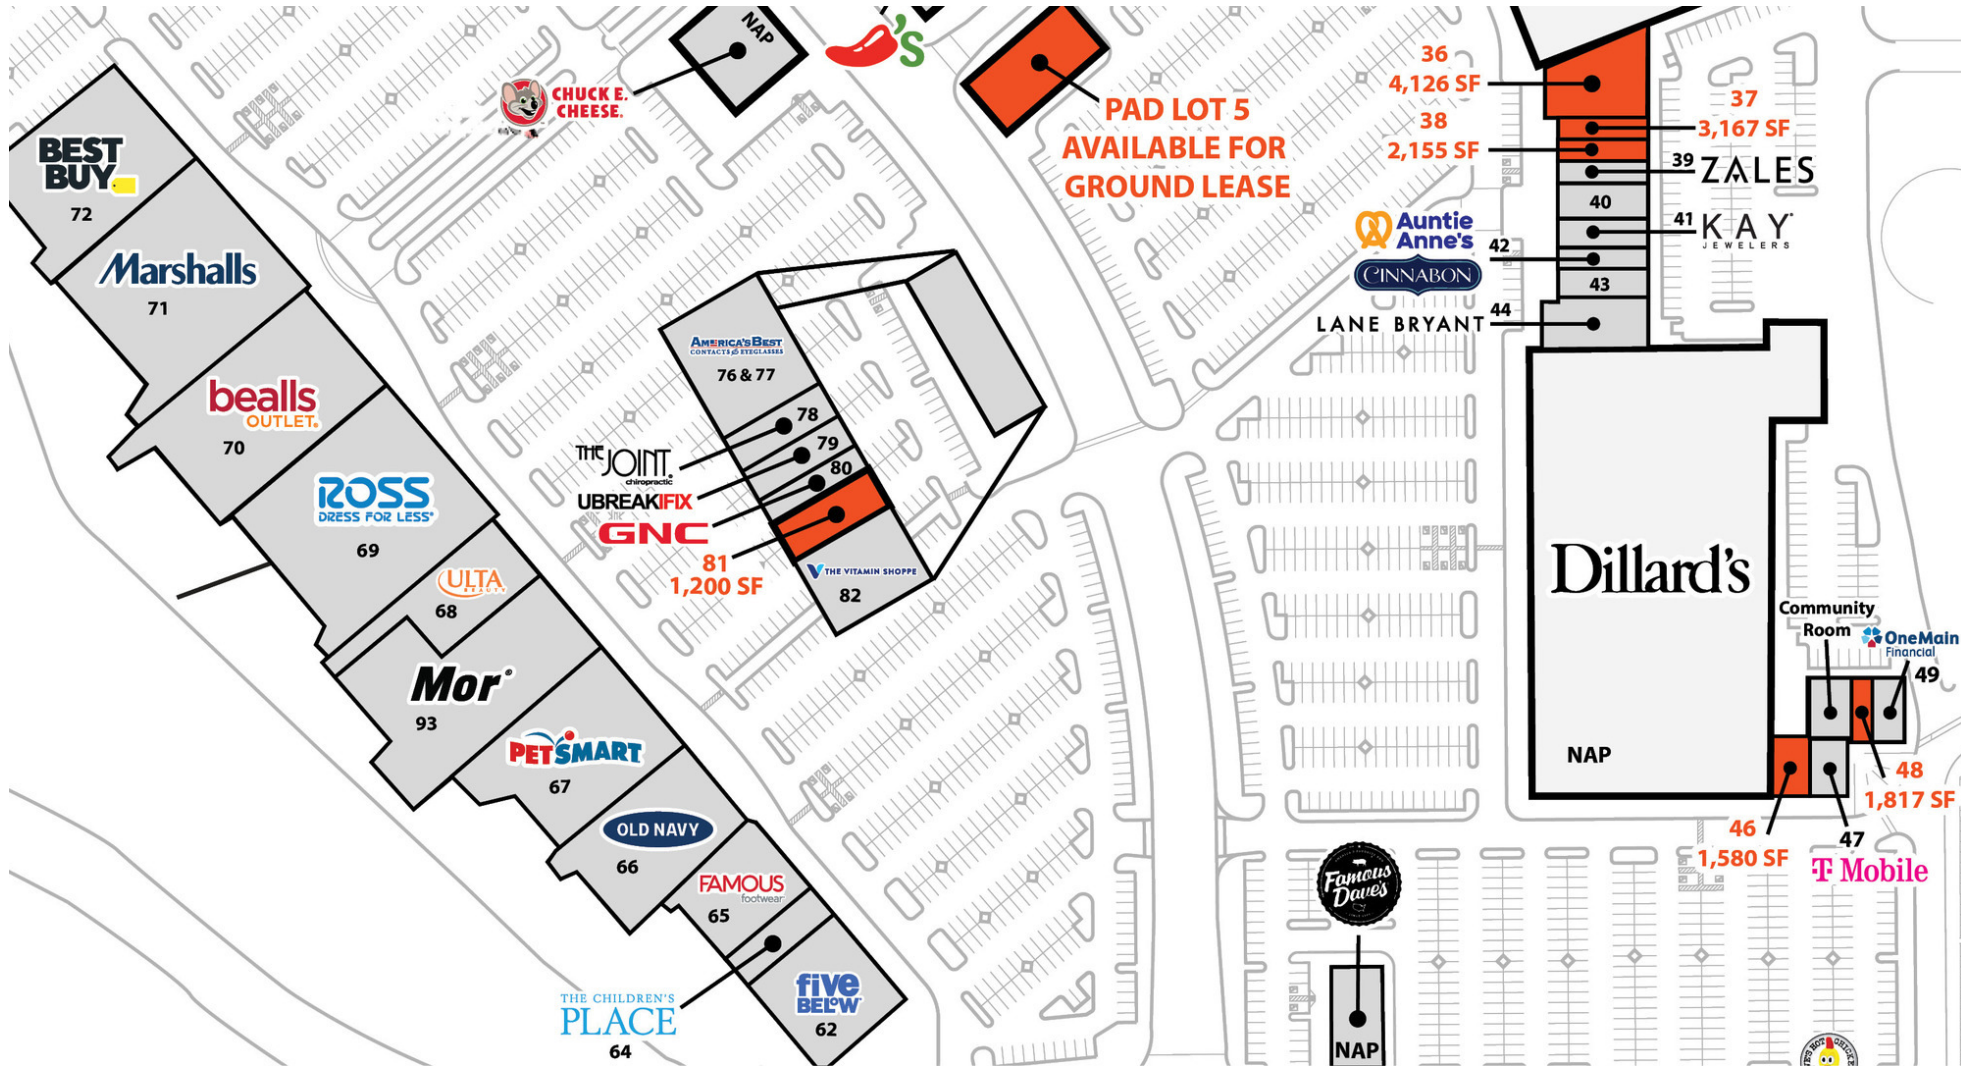 NAP
'S
CHUCK E.
CHEESE.
PAD LOT 5
AVAILABLE FOR
GROUND LEASE
36
4,126 SF
37
3,167 SF
38
2,155 SF
39
ZALES
40
41
KAY
JEWELERS
Auntie
Anne's
42
CINNABON
43
44
LANE BRYANT
BEST
BUY
72
Marshalls
71
bealls
OUTLET
70
ROSS
DRESS FOR LESS
69
ULTA
BEAUTY
68
Mor
93
PETSMART
67
OLD NAVY
66
FAMOUS
footwear
65
THE CHILDREN'S
PLACE
64
five
BELOW
62
AMERICA'S BEST
CONTACTS & EYEGLASSES
76 & 77
78
THE JOINT
chiropractic
79
UBREAKIFIX
80
GNC
81
1,200 SF
THE VITAMIN SHOPPE
82
Dillard's
NAP
Community
Room
OneMain
Financial
49
48
1,817 SF
46
1,580 SF
47
T Mobile
Famous
Dave's
NAP